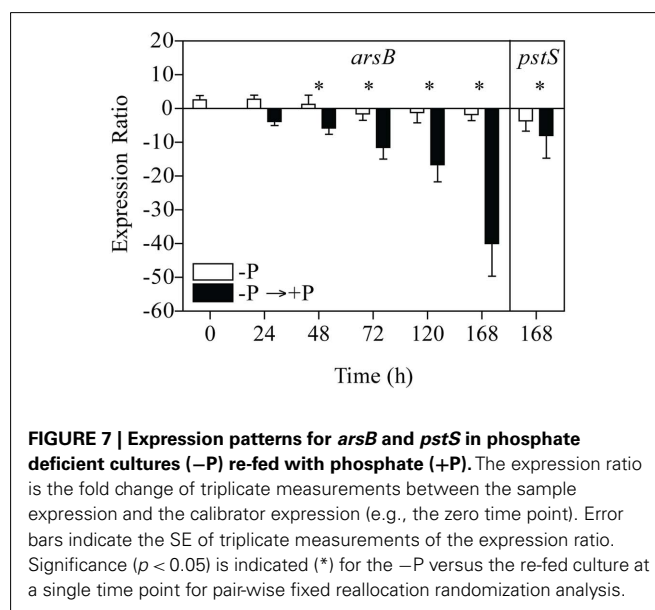 20
10
0
-10
-20
-30
-40
-50
-60
Expression Ratio
arsB
pstS
* * * * *
-P
-P →+P
0 24 48 72 120 168 168
Time (h)
FIGURE 7 | Expression patterns for arsB and pstS in phosphate
deficient cultures (−P) re-fed with phosphate (+P). The expression ratio
is the fold change of triplicate measurements between the sample
expression and the calibrator expression (e.g., the zero time point). Error
bars indicate the SE of triplicate measurements of the expression ratio.
Significance (p < 0.05) is indicated (*) for the −P versus the re-fed culture at
a single time point for pair-wise fixed reallocation randomization analysis.